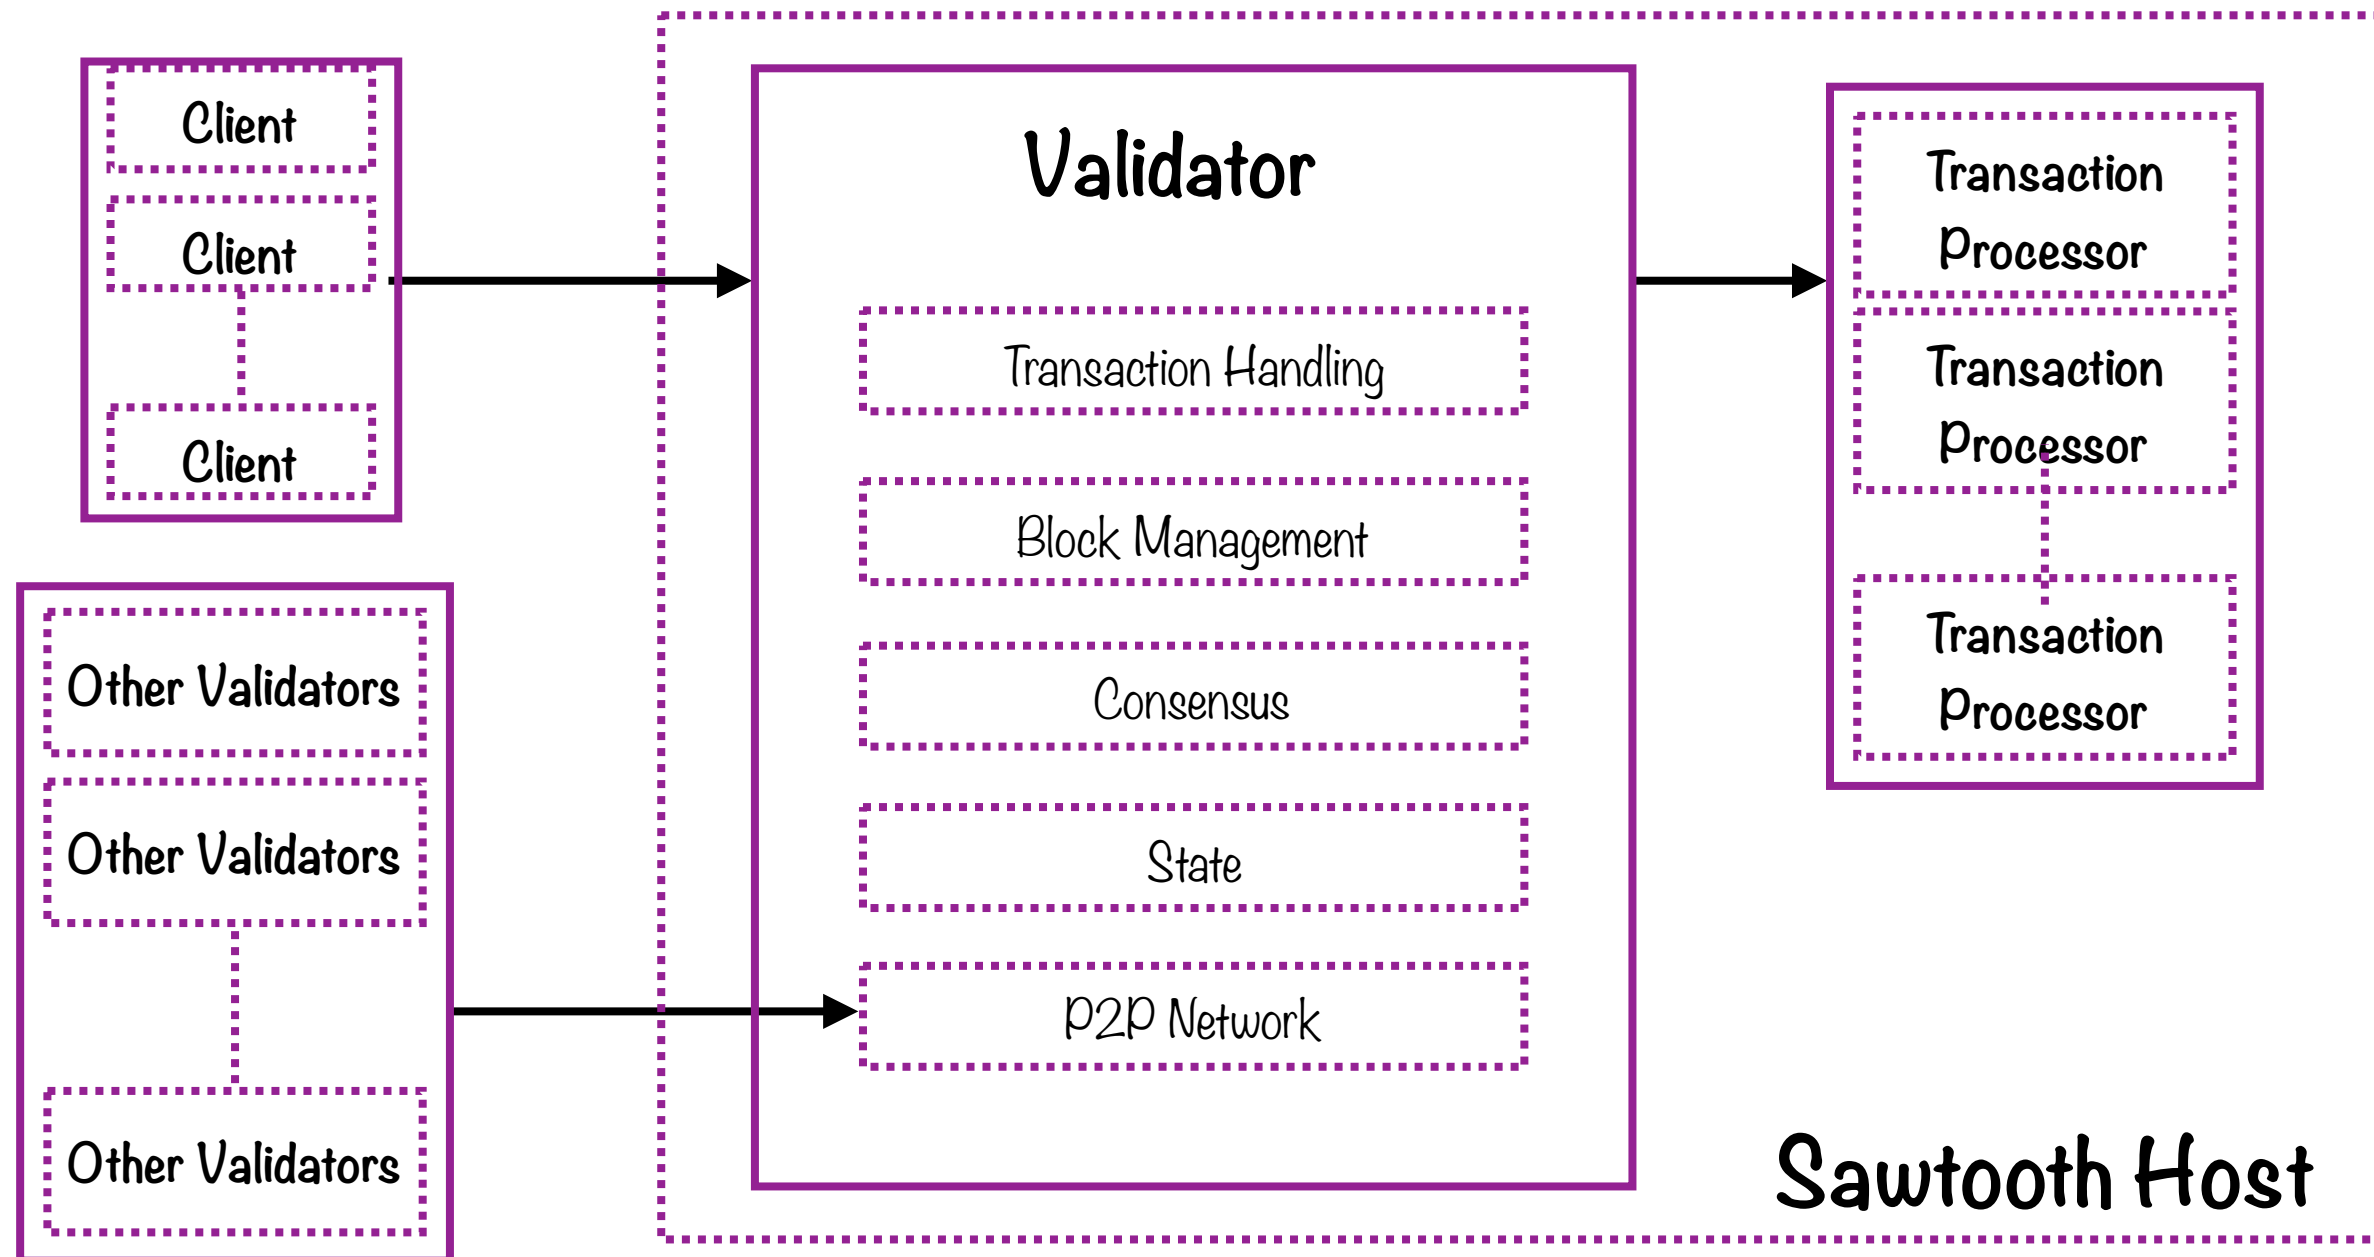 Client
Client
Client
Other Validators
Other Validators
Other Validators
Validator
Transaction Handling
Block Management
Consensus
State
P2P Network
Transaction
Processor
Transaction
Processor
Transaction
Processor
Sawtooth Host